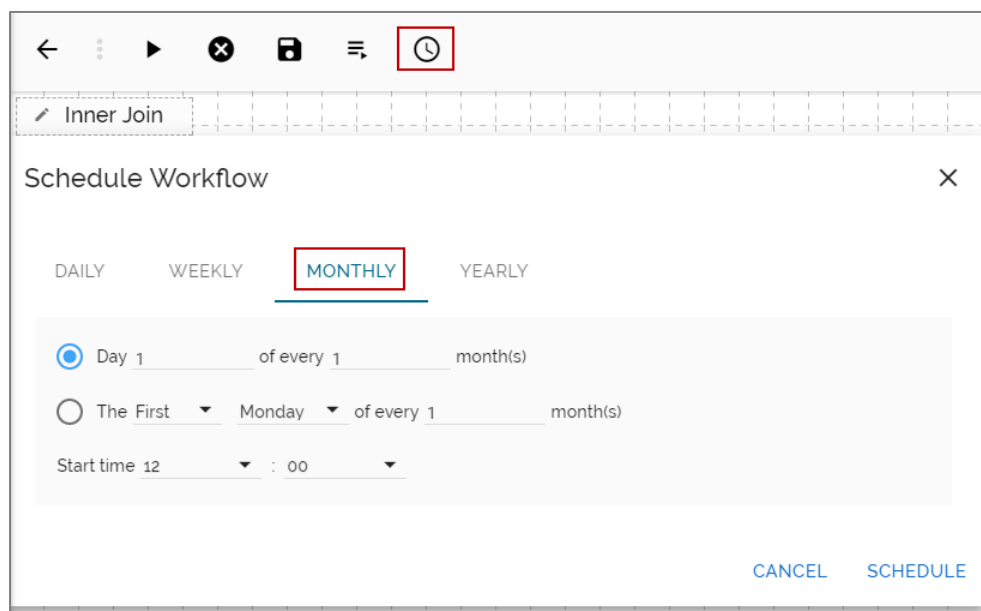 Inner Join
Schedule Workflow
DAILY WEEKLY MONTHLY YEARLY
Day 1 of every 1 month(s)
The First Monday of every 1 month(s)
Start time 12 : 00
CANCEL SCHEDULE